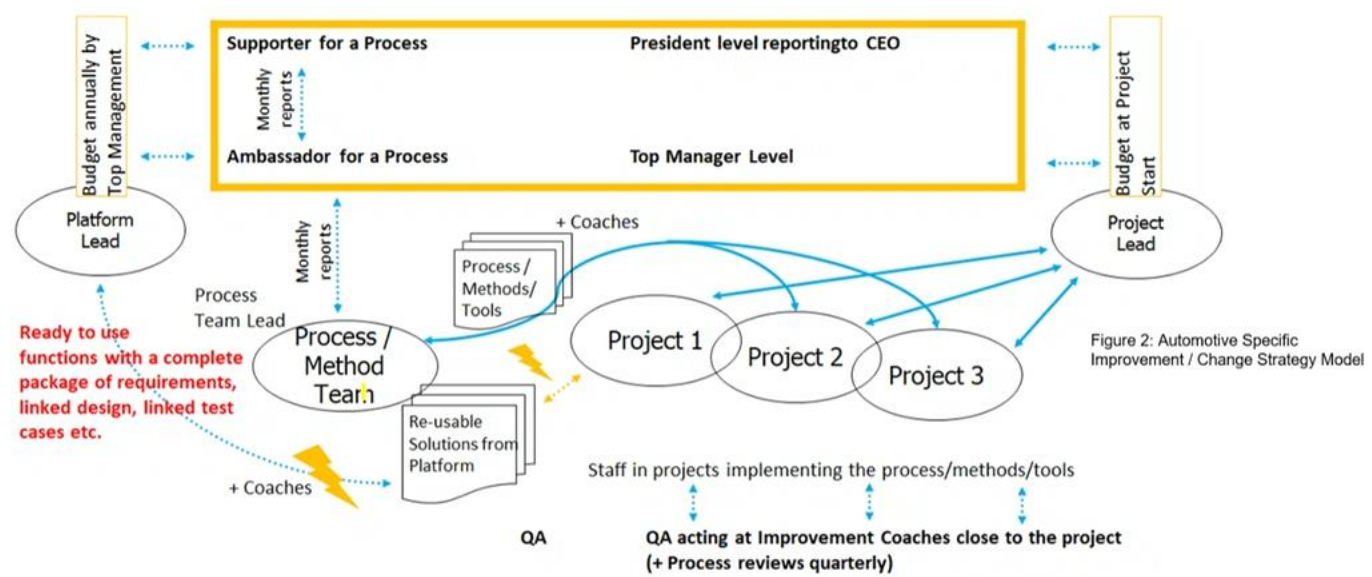 Budget annually by
Top Management
Supporter for a Process
President level reportingto CEO
Monthly
reports
Ambassador for a Process
Top Manager Level
Budget at Project
Start
Platform
Lead
Project
Lead
Monthly
reports
+ Coaches
Process /
Methods/
Tools
Process
Team Lead
Process /
Method
Team
Ready to use
functions with a complete
package of requirements,
linked design, linked test
cases etc.
Project 1
Project 2
Project 3
Figure 2: Automotive Specific
Improvement / Change Strategy Model
Re-usable
Solutions from
Platform
+ Coaches
Staff in projects implementing the process/methods/tools
QA
QA acting at Improvement Coaches close to the project
(+ Process reviews quarterly)